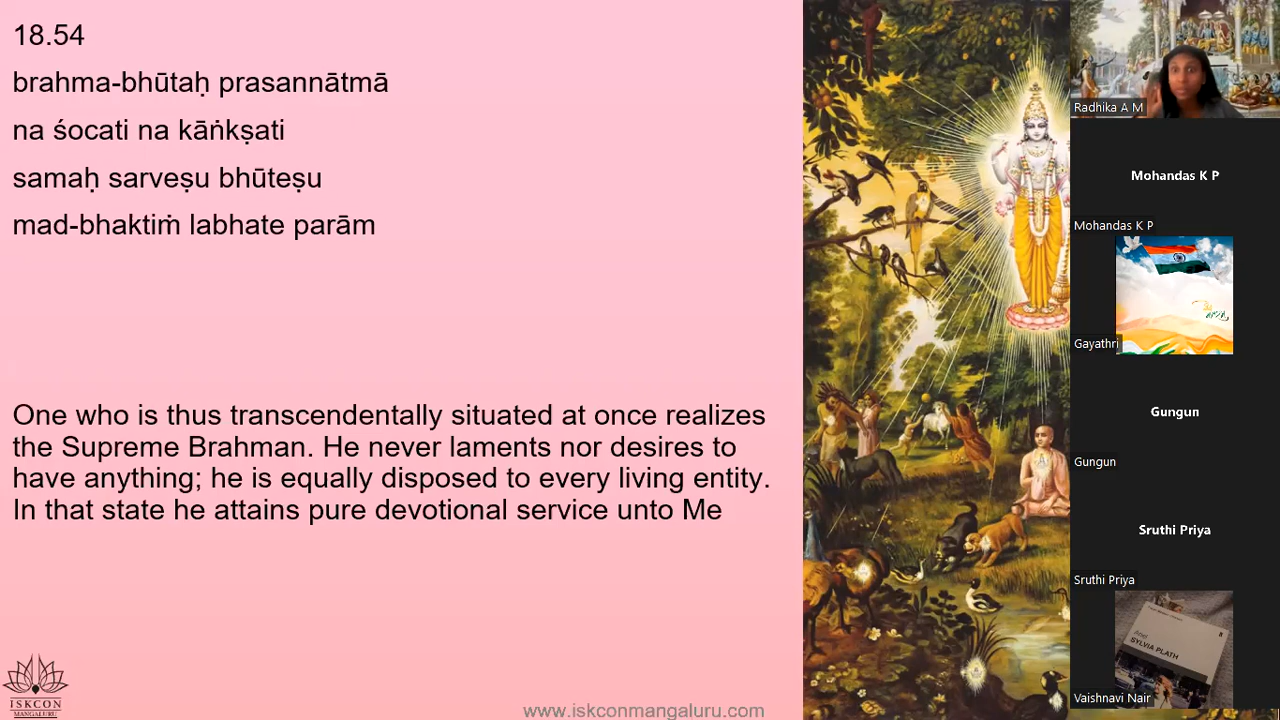 18.54
brahma-bhūtaḥ prasannātmā
na śocati na kāṅkṣati
samaḥ sarveṣu bhūteṣu
mad-bhaktiṁ labhate parām
One who is thus transcendentally situated at once realizes
the Supreme Brahman. He never laments nor desires to
have anything; he is equally disposed to every living entity.
In that state he attains pure devotional service unto Me
ISKCON
MANGALURU
www.iskconmangaluru.com
Radhika A M
Mohandas K P
Mohandas K P
Gayathri
Gungun
Gungun
Sruthi Priya
Sruthi Priya
Ariel
SYLVIA PLATH
Vaishnavi Nair